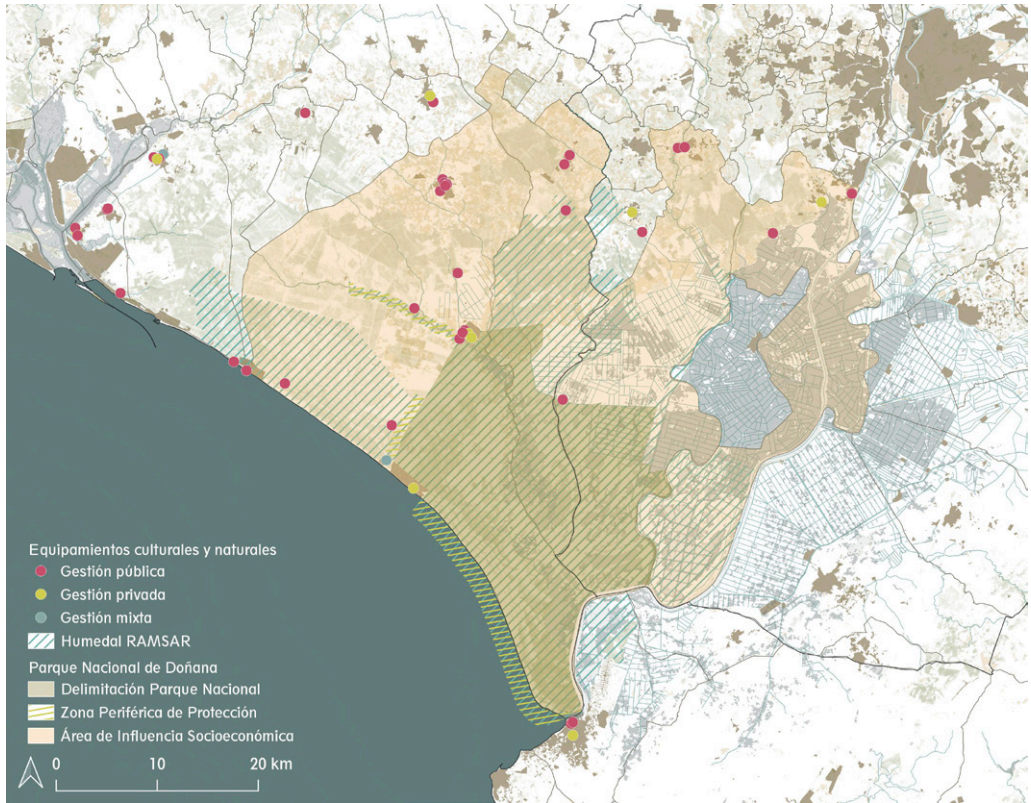 Equipamientos culturales y naturales
Gestión pública
Gestión privada
Gestión mixta
Humedal RAMSAR
Parque Nacional de Doñana
Delimitación Parque Nacional
Zona Periférica de Protección
Área de Influencia Socioeconómica
0 10 20 km